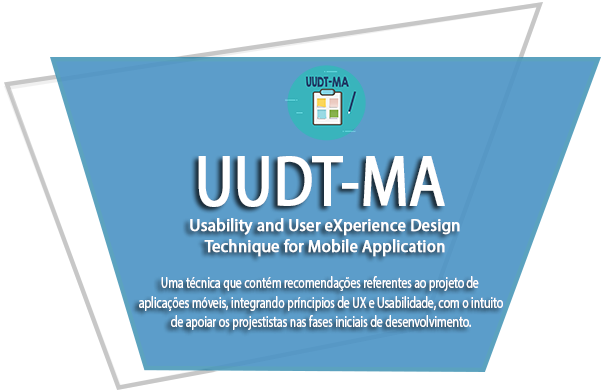 UUDT-MA
UUDT-MA
Usability and User eXperience Design
Technique for Mobile Application
Uma técnica que contém recomendações referentes ao projeto de
aplicações móveis, integrando príncipios de UX e Usabilidade, com o intuito
de apoiar os projestistas nas fases iniciais de desenvolvimento.